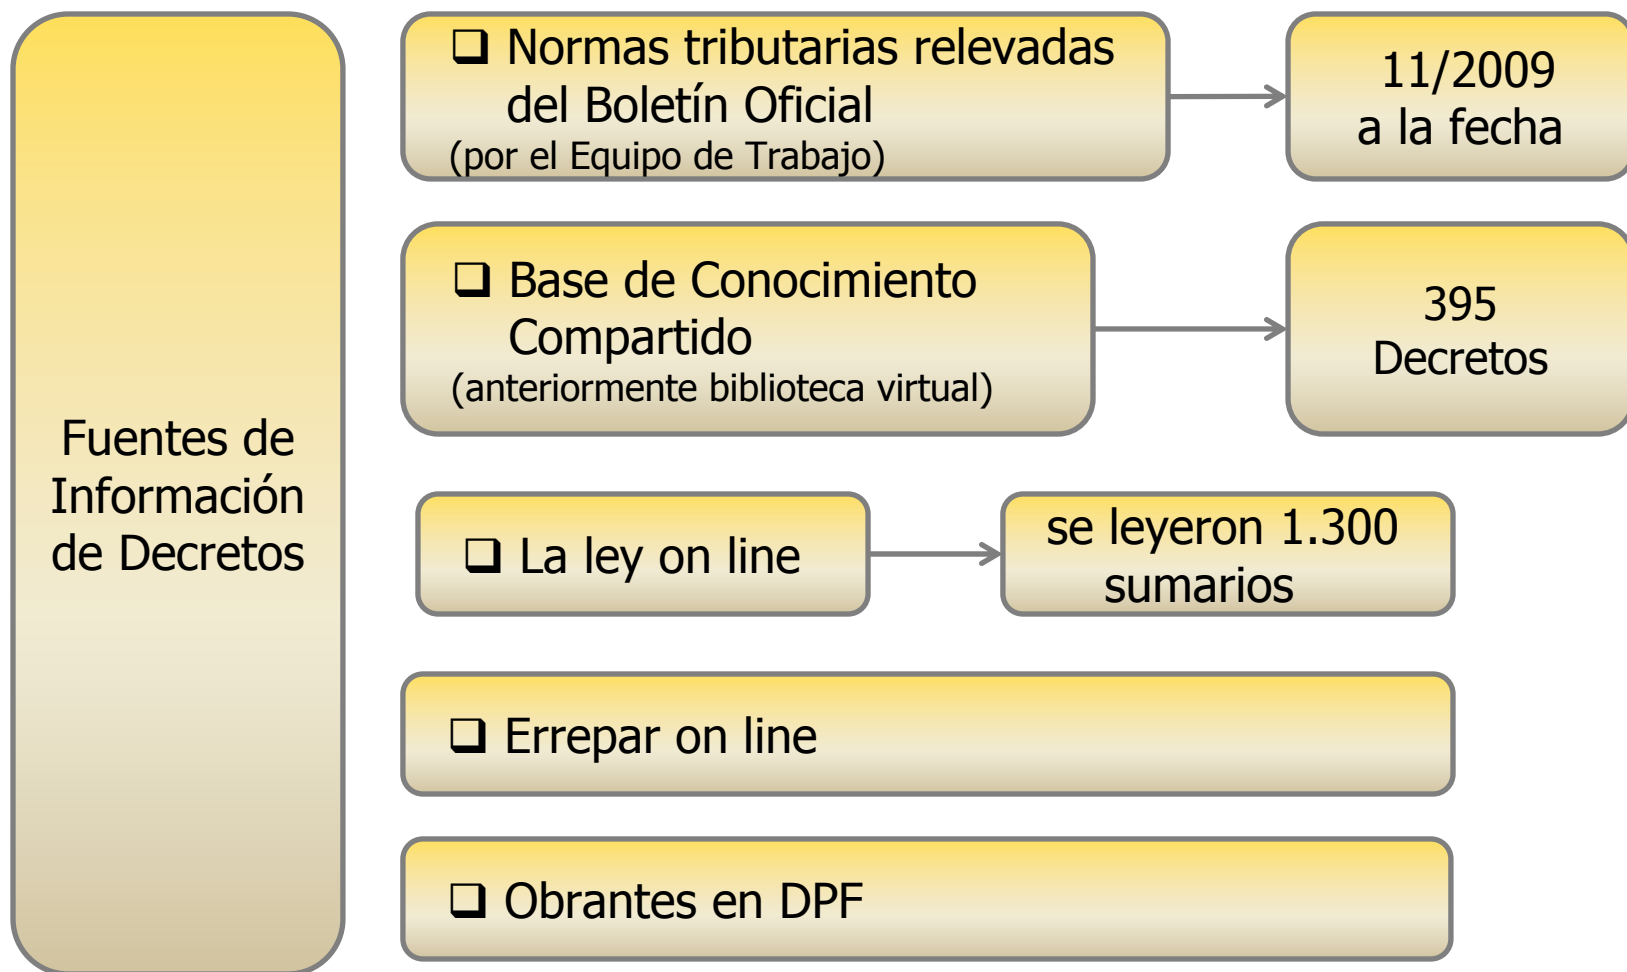 Fuentes de
Información
de Decretos
❑ Normas tributarias relevadas
del Boletín Oficial
(por el Equipo de Trabajo)
11/2009
a la fecha
❑ Base de Conocimiento
Compartido
(anteriormente biblioteca virtual)
395
Decretos
❑ La ley on line
se leyeron 1.300
sumarios
❑ Errepar on line
❑ Obrantes en DPF